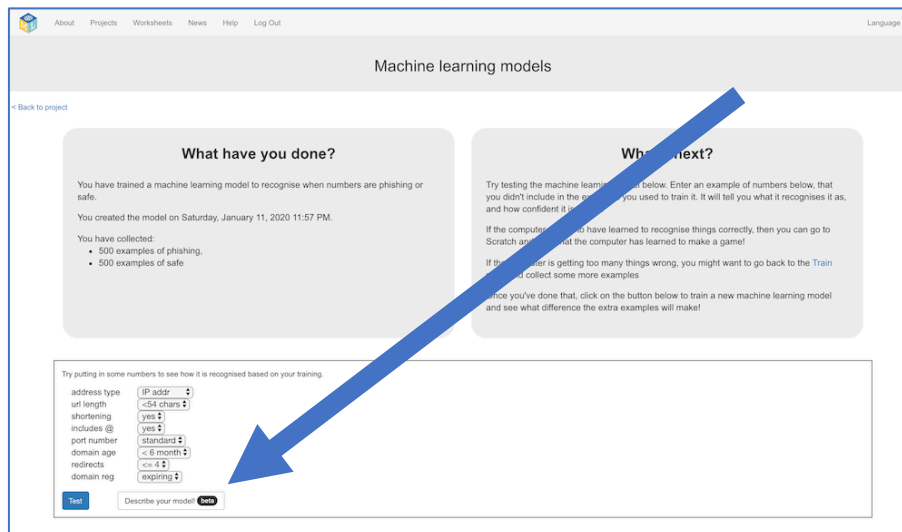 About Projects Worksheets News Help Log Out Language
Machine learning models
< Back to project
What have you done?
You have trained a machine learning model to recognise when numbers are phishing or
safe.
You created the model on Saturday, January 11, 2020 11:57 PM.
You have collected:
• 500 examples of phishing,
• 500 examples of safe
next?
Try testing the machine learning below. Enter an example of numbers below, that
you didn't include in the you used to train it. It will tell you what it recognises it as,
and how confident it
If the computer to have learned to recognise things correctly, then you can go to
Scratch and the computer has learned to make a game!
If the is getting too many things wrong, you might want to go back to the Train
collect some more examples
you've done that, click on the button below to train a new machine learning model
and see what difference the extra examples will make!
Try putting in some numbers to see how it is recognised based on your training.
address type IP addr
url length <54 chars
shortening yes
includes @ yes
port number standard
domain age < 6 month
redirects <= 4
domain reg expiring
Test Describe your model! beta